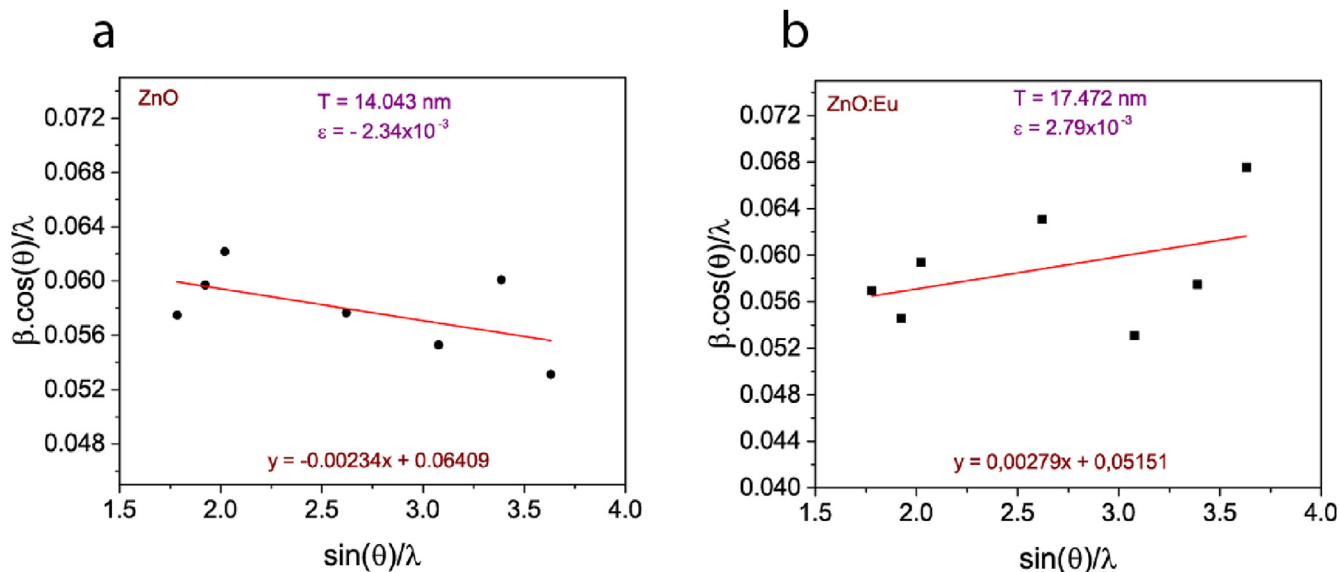 a
ZnO
T = 14.043 nm
ε = - 2.34x10⁻³
0.072
0.068
0.064
0.060
0.056
0.052
0.048
β.cos(θ)/λ
y = -0.00234x + 0.06409
1.5 2.0 2.5 3.0 3.5 4.0
sin(θ)/λ
b
ZnO:Eu
T = 17.472 nm
ε = 2.79x10⁻³
0.072
0.068
0.064
0.060
0.056
0.052
0.048
0.044
0.040
β.cos(θ)/λ
y = 0,00279x + 0,05151
1.5 2.0 2.5 3.0 3.5 4.0
sin(θ)/λ